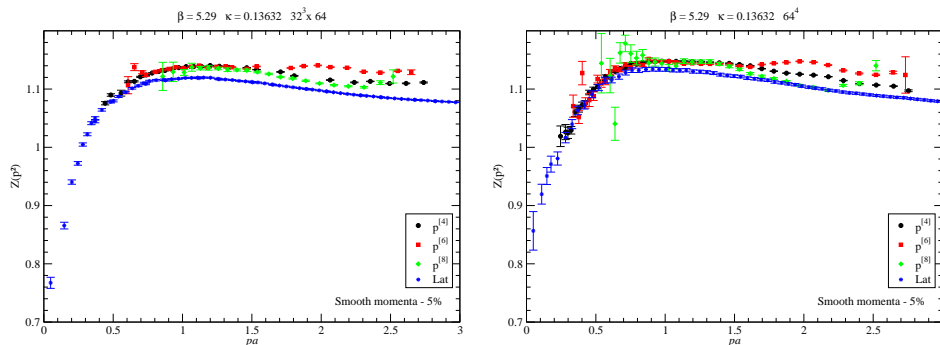 β = 5.29 κ = 0.13632 32³x 64
Z(p²)
1.1
1
0.9
0.8
0.7
0 0.5 1 1.5 2 2.5 3
pa
p[4]
p[6]
p[8]
Lat
Smooth momenta - 5%
β = 5.29 κ = 0.13632 64⁴
Z(p²)
1.1
1
0.9
0.8
0.7
0 0.5 1 1.5 2 2.5
pa
p[4]
p[6]
p[8]
Lat
Smooth momenta - 5%